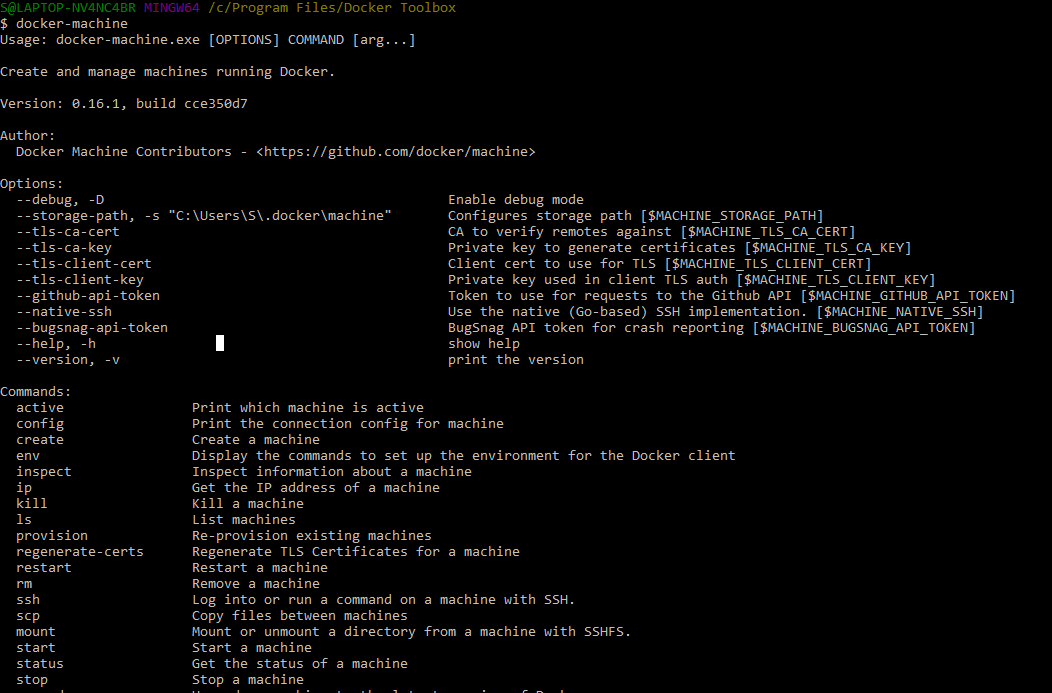 S@LAPTOP-NV4NC4BR MINGW64 /c/Program Files/Docker Toolbox
$ docker-machine
Usage: docker-machine.exe [OPTIONS] COMMAND [arg...]
Create and manage machines running Docker.
Version: 0.16.1, build cce350d7
Author:
Docker Machine Contributors - <https://github.com/docker/machine>
Options:
--debug, -D Enable debug mode
--storage-path, -s "C:\Users\S\.docker\machine" Configures storage path [$MACHINE_STORAGE_PATH]
--tls-ca-cert CA to verify remotes against [$MACHINE_TLS_CA_CERT]
--tls-ca-key Private key to generate certificates [$MACHINE_TLS_CA_KEY]
--tls-client-cert Client cert to use for TLS [$MACHINE_TLS_CLIENT_CERT]
--tls-client-key Private key used in client TLS auth [$MACHINE_TLS_CLIENT_KEY]
--github-api-token Token to use for requests to the Github API [$MACHINE_GITHUB_API_TOKEN]
--native-ssh Use the native (Go-based) SSH implementation. [$MACHINE_NATIVE_SSH]
--bugsnag-api-token BugSnag API token for crash reporting [$MACHINE_BUGSNAG_API_TOKEN]
--help, -h show help
--version, -v print the version
Commands:
active Print which machine is active
config Print the connection config for machine
create Create a machine
env Display the commands to set up the environment for the Docker client
inspect Inspect information about a machine
ip Get the IP address of a machine
kill Kill a machine
ls List machines
provision Re-provision existing machines
regenerate-certs Regenerate TLS Certificates for a machine
restart Restart a machine
rm Remove a machine
ssh Log into or run a command on a machine with SSH.
scp Copy files between machines
mount Mount or unmount a directory from a machine with SSHFS.
start Start a machine
status Get the status of a machine
stop Stop a machine